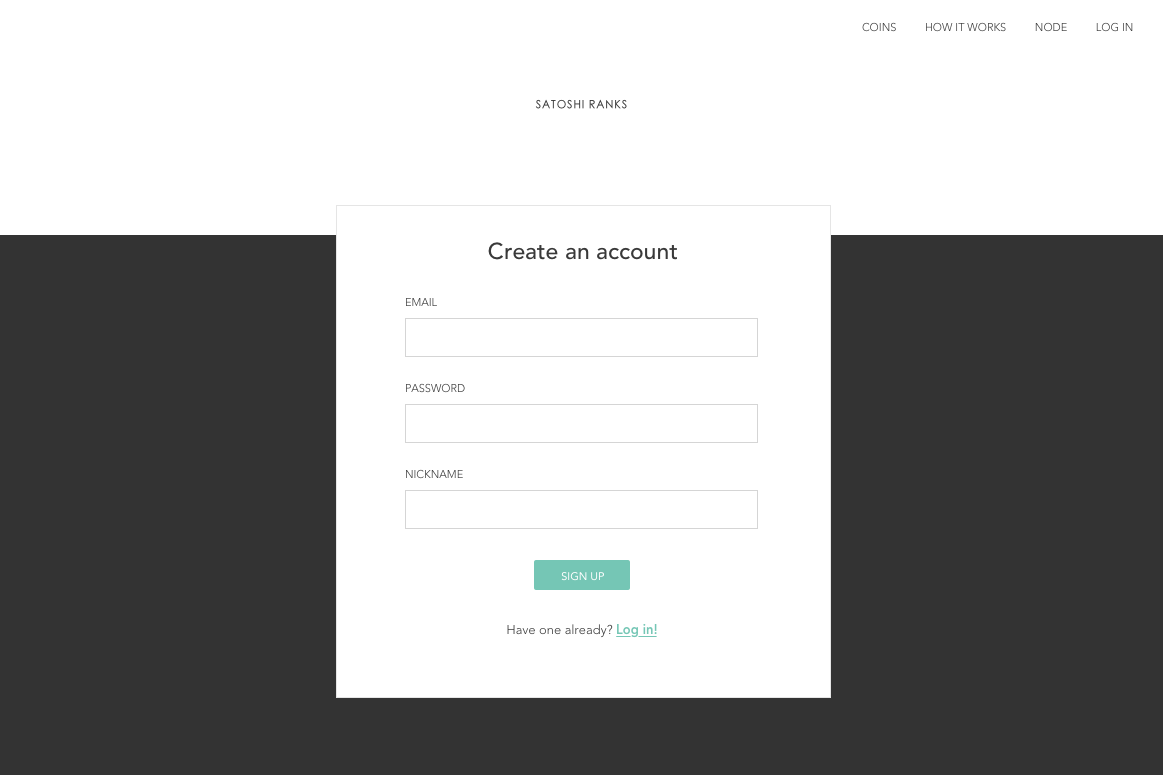 COINS HOW IT WORKS NODE LOG IN
SATOSHI RANKS
Create an account
EMAIL
PASSWORD
NICKNAME
SIGN UP
Have one already? Log in!